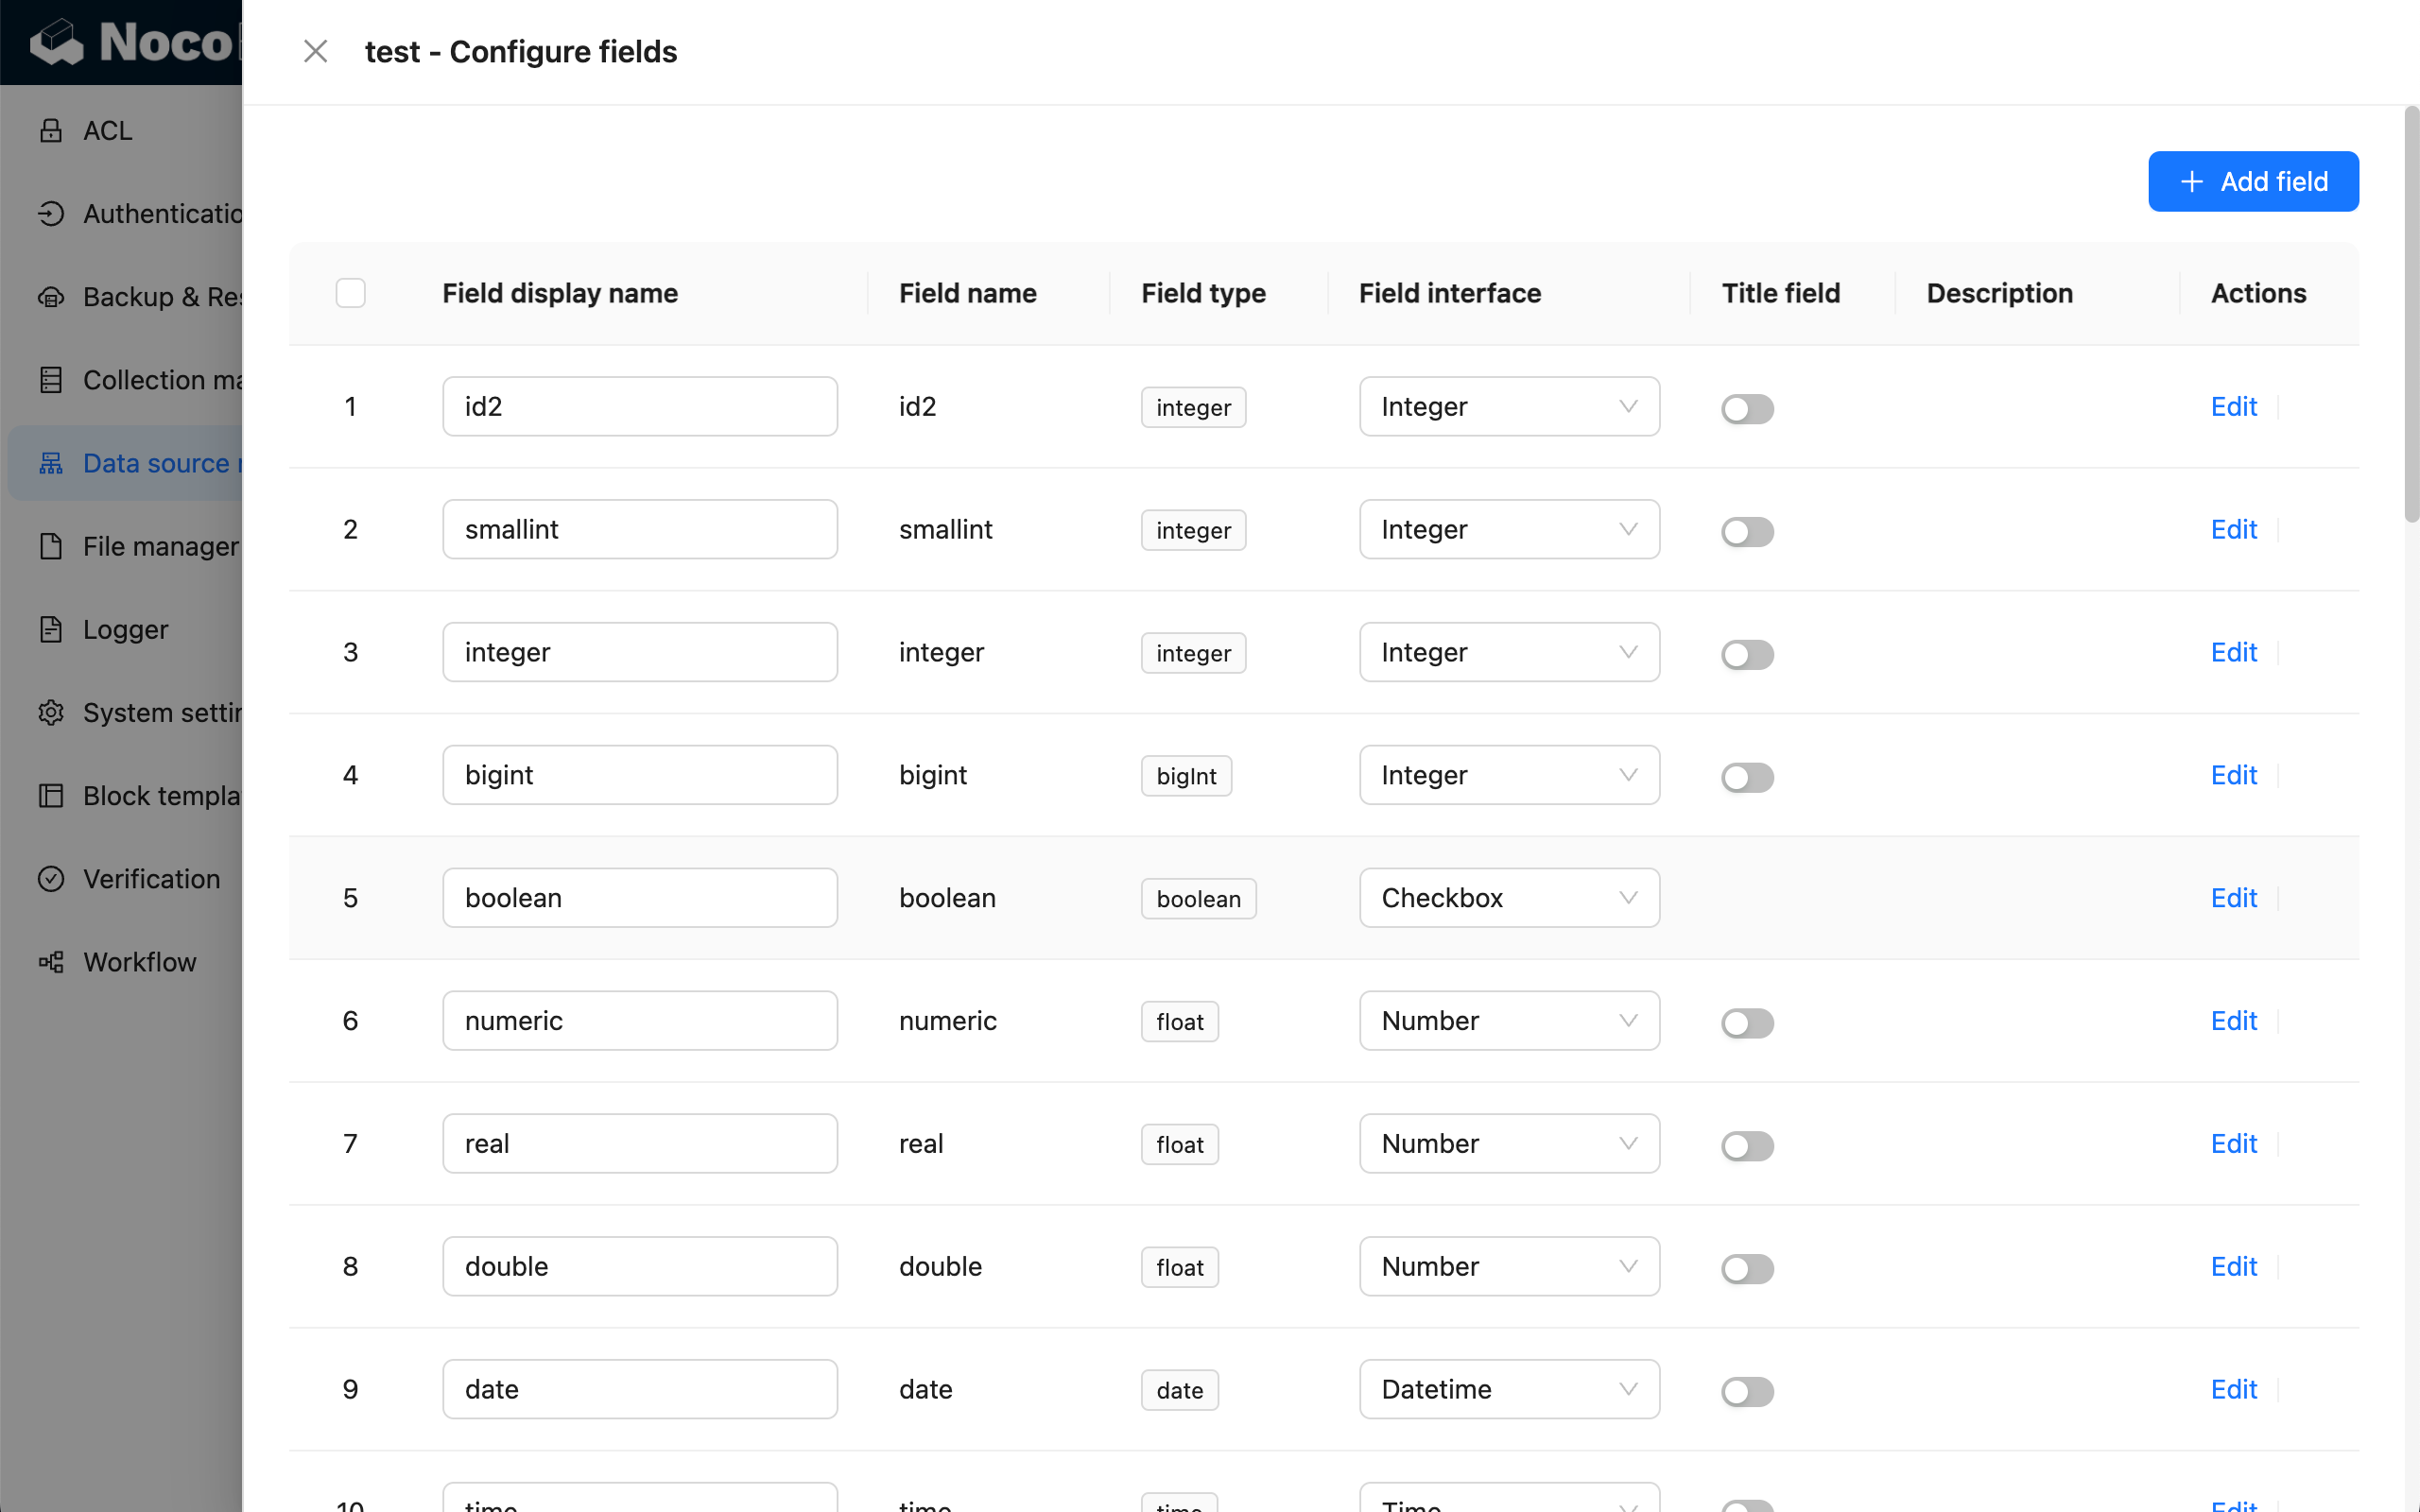 Noco
test - Configure fields
ACL
Authenticatio
Backup & Res
Collection ma
Data source
File manager
Logger
System settin
Block templa
Verification
Workflow
Add field
Field display name Field name Field type Field interface Title field Description Actions
1 id2 id2 integer Integer Edit
2 smallint smallint integer Integer Edit
3 integer integer integer Integer Edit
4 bigint bigint bigInt Integer Edit
5 boolean boolean boolean Checkbox Edit
6 numeric numeric float Number Edit
7 real real float Number Edit
8 double double float Number Edit
9 date date date Datetime Edit
10 time time time Time Edit